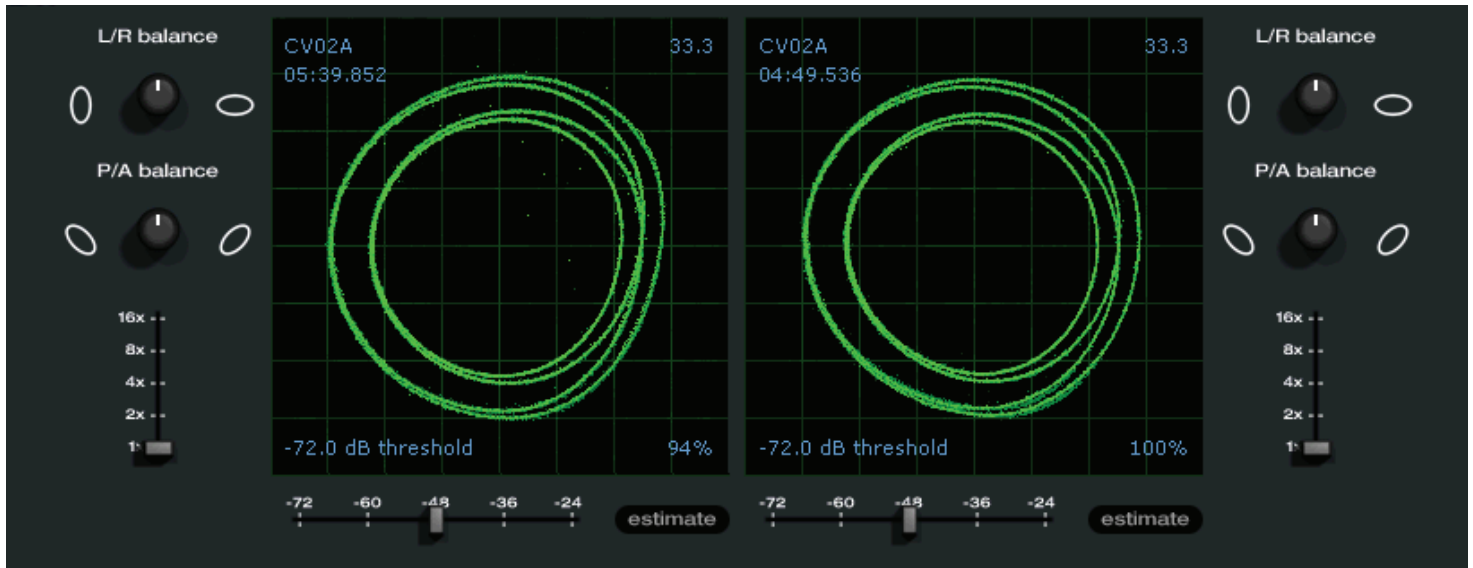 L/R balance
P/A balance
16x
8x
4x
2x
CV02A
33.3
05:39.852
-72.0 dB threshold
94%
-72 -60 -48 -36 -24
estimate
CV02A
33.3
04:49.536
-72.0 dB threshold
100%
-72 -60 -48 -36 -24
estimate
L/R balance
P/A balance
16x
8x
4x
2x